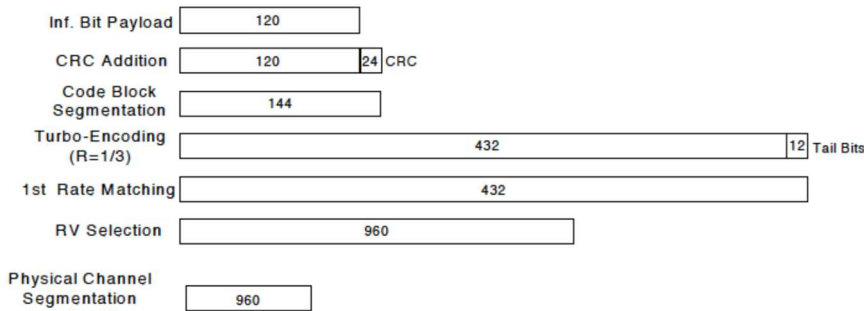 Inf. Bit Payload 120
CRC Addition 120 24 CRC
Code Block
Segmentation 144
Turbo-Encoding
(R=1/3) 432 12 Tail Bits
1st Rate Matching 432
RV Selection 960
Physical Channel
Segmentation 960